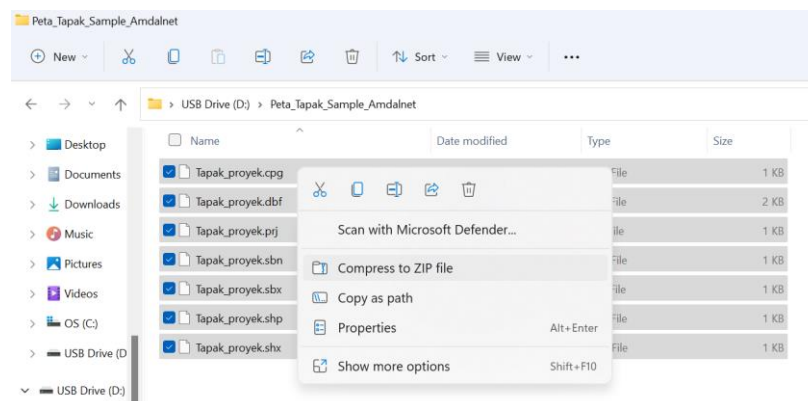 Peta_Tapak_Sample_Amdalnet
New
Sort
View
USB Drive (D:) > Peta_Tapak_Sample_Amdalnet
Name Date modified Type Size
Desktop
Documents
Downloads
Music
Pictures
Videos
OS (C:)
USB Drive (D
USB Drive (D:)
Tapak_proyek.cpg File 1 KB
Tapak_proyek.dbf File 2 KB
Tapak_proyek.prj ile 1 KB
Tapak_proyek.sbn File 1 KB
Tapak_proyek.sbx File 1 KB
Tapak_proyek.shp File 1 KB
Tapak_proyek.shx File 1 KB
Scan with Microsoft Defender...
Compress to ZIP file
Copy as path
Properties Alt+Enter
Show more options Shift+F10